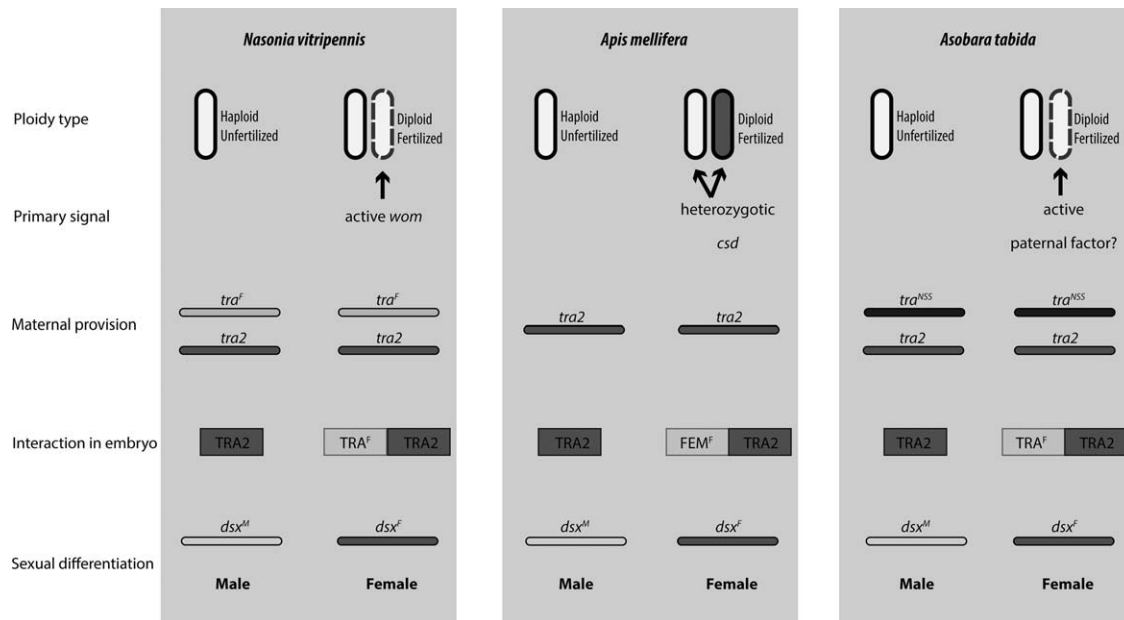 Nasonia vitripennis
Apis mellifera
Asobara tabida
Ploidy type
Haploid
Unfertilized
Diploid
Fertilized
Haploid
Unfertilized
Diploid
Fertilized
Haploid
Unfertilized
Diploid
Fertilized
Primary signal
active wom
heterozygotic
csd
active
paternal factor?
Maternal provision
traF traF
tra2 tra2
tra2 tra2
traNSS traNSS
tra2 tra2
Interaction in embryo
TRA2 TRAF TRA2
TRA2 FEMF TRA2
TRA2 TRAF TRA2
Sexual differentiation
dsxM dsxF
Male Female
dsxM dsxF
Male Female
dsxM dsxF
Male Female